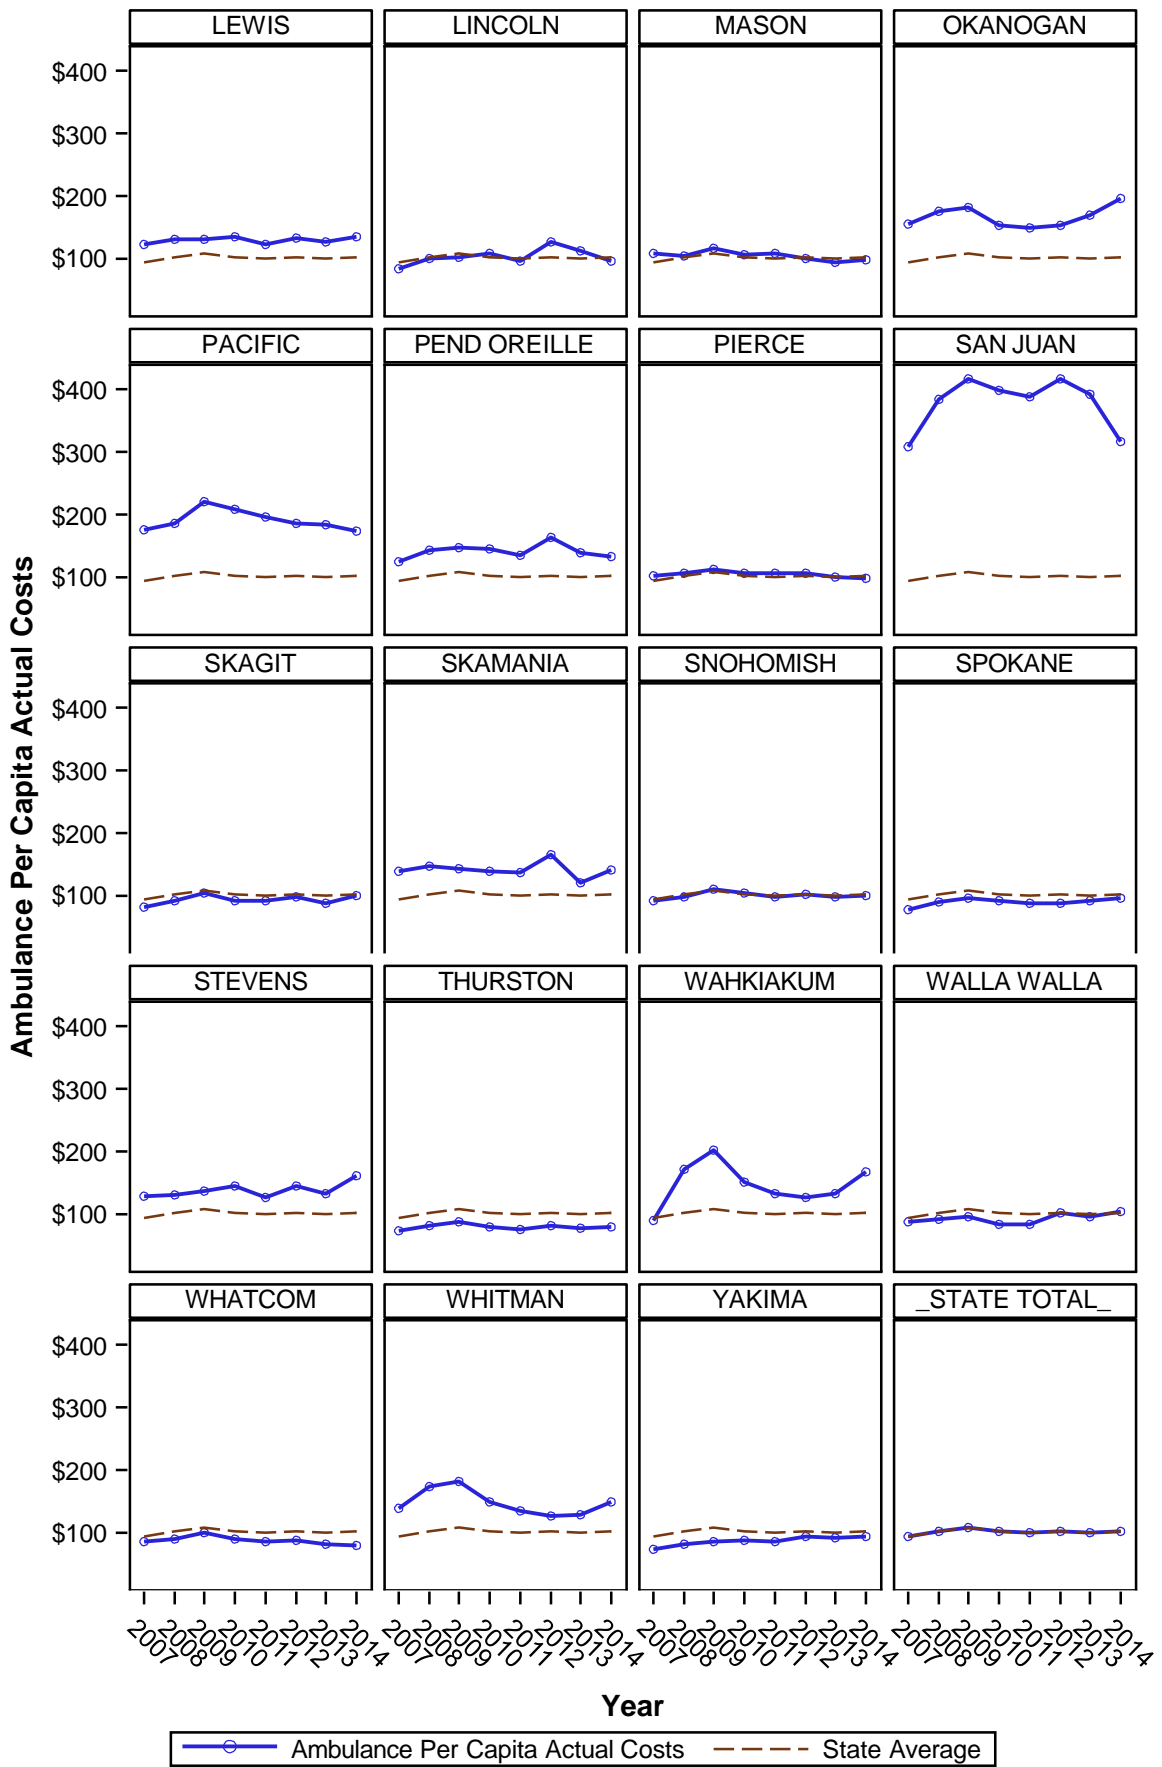 LEWIS LINCOLN MASON OKANOGAN
$400
$300
$200
$100
PACIFIC PEND OREILLE PIERCE SAN JUAN
$400
$300
$200
$100
SKAGIT SKAMANIA SNOHOMISH SPOKANE
$400
$300
$200
$100
STEVENS THURSTON WAHKIAKUM WALLA WALLA
$400
$300
$200
$100
WHATCOM WHITMAN YAKIMA _STATE TOTAL_
$400
$300
$200
$100
Ambulance Per Capita Actual Costs
2007 2008 2009 2010 2011 2012 2013 2014 2007 2008 2009 2010 2011 2012 2013 2014 2007 2008 2009 2010 2011 2012 2013 2014 2007 2008 2009 2010 2011 2012 2013 2014
Year
Ambulance Per Capita Actual Costs State Average